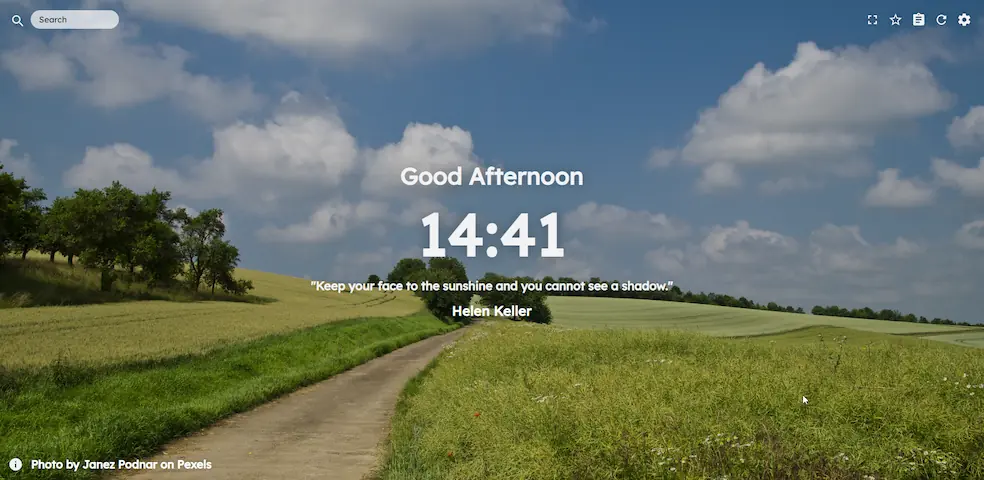 Search
Good Afternoon
14:41
"Keep your face to the sunshine and you cannot see a shadow."
Helen Keller
Photo by Janez Podnar on Pexels